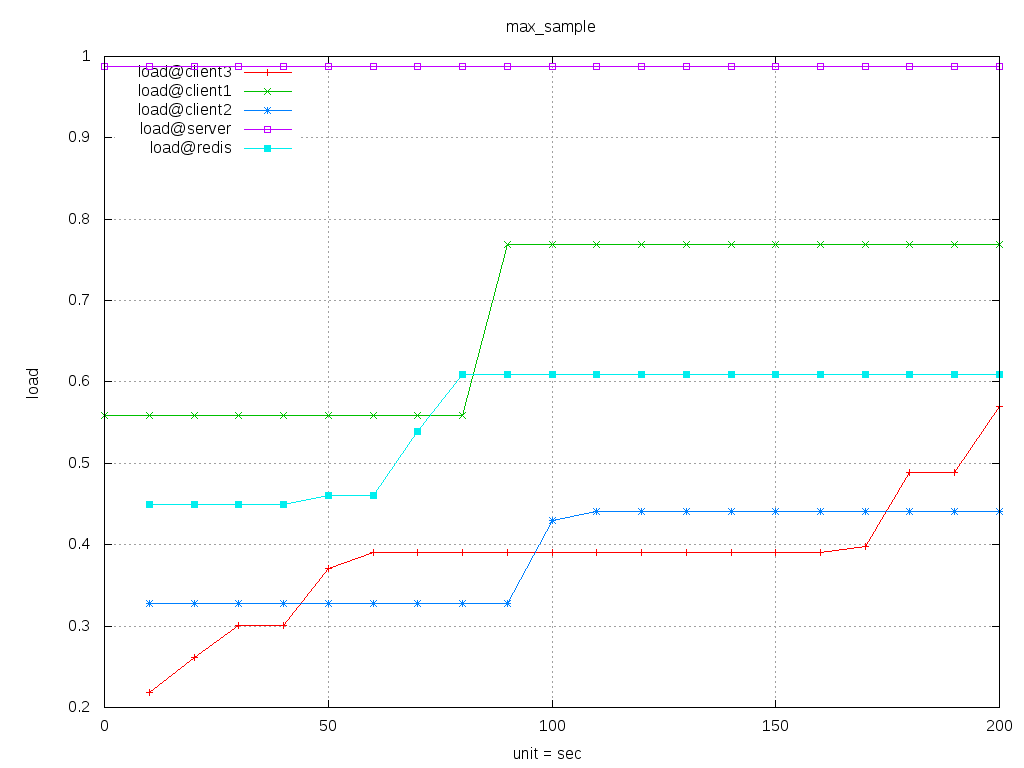 max_sample
1
load@client3
load@client1
load@client2
0.9
load@server
load@redis
0.8
0.7
0.6
load
0.5
0.4
0.3
0.2
0 50 100 150 200
unit = sec